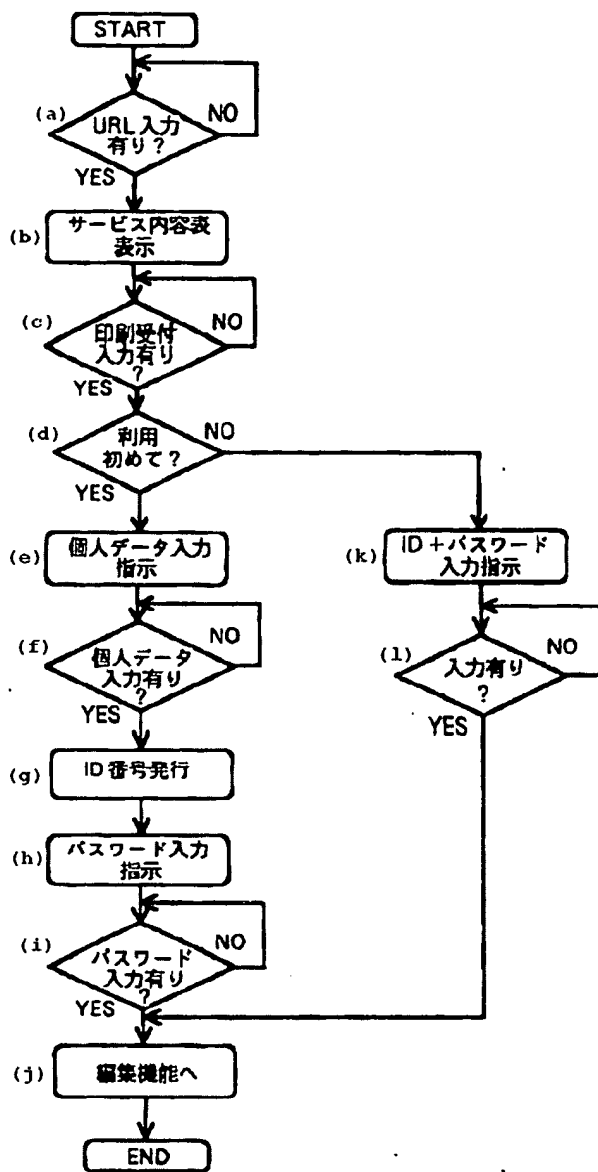 START
(a)
URL入力
有り？
NO
YES
(b)
サービス内容表
表示
(c)
印刷受付
入力有り
？
NO
YES
(d)
利用
初めて？
NO
YES
(e)
個人データ入力
指示
(k)
ID＋パスワード
入力指示
(f)
個人データ
入力有り
？
NO
YES
(l)
入力有り
？
NO
YES
(g)
ID番号発行
(h)
パスワード入力
指示
(i)
パスワード
入力有り
？
NO
YES
(j)
編集機能へ
END